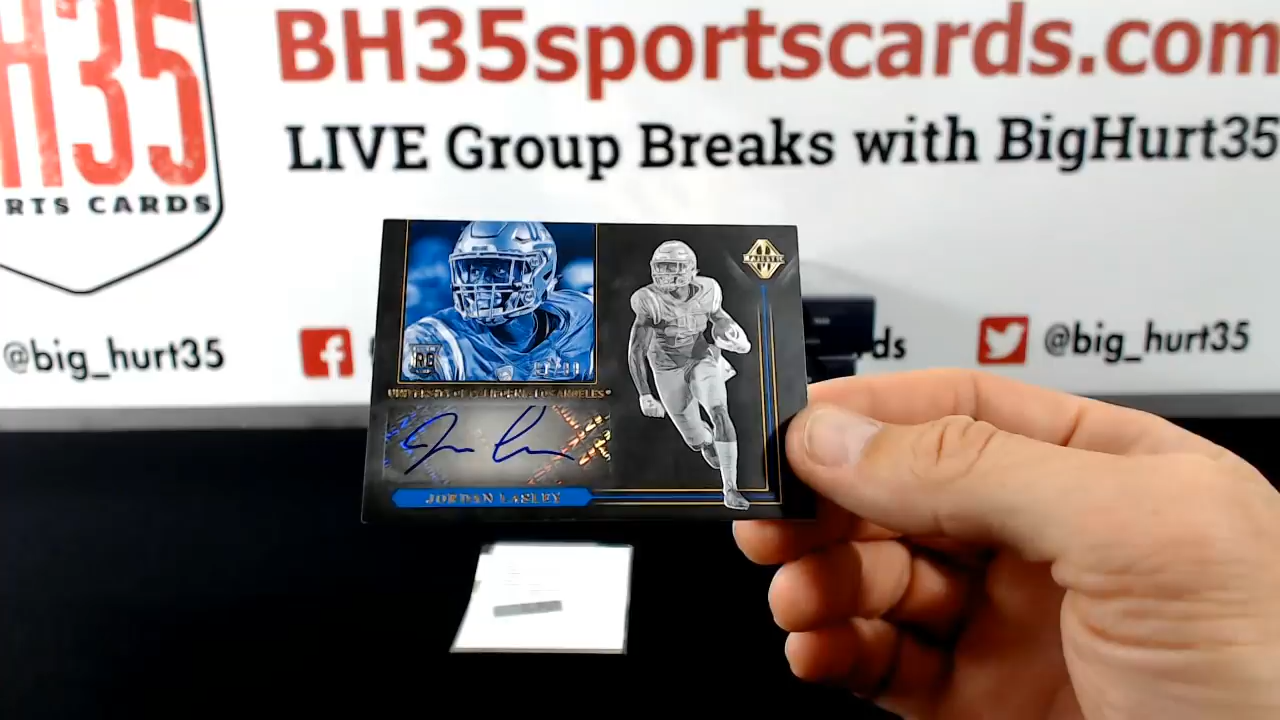 BH35sportscards.com
H35
LIVE Group Breaks with BigHurt35
RTS CARDS
@big_hurt35
f
ds
@big_hurt35
MAJESTIC
RC
UNIVERSITY OF CALIFORNIA, LOS ANGELES
JORDAN LASLEY